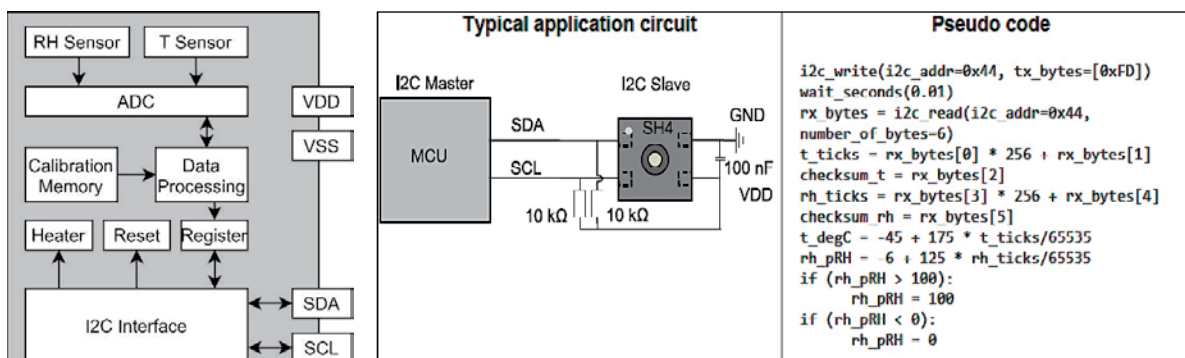 RH Sensor
T Sensor
ADC
VDD
VSS
Calibration
Memory
Data
Processing
Heater
Reset
Register
I2C Interface
SDA
SCL
Typical application circuit
I2C Master
I2C Slave
MCU
SDA
SCL
SH4
GND
100 nF
VDD
10 kΩ
10 kΩ
Pseudo code
i2c_write(i2c_addr=0x44, tx_bytes=[0xFD])
wait_seconds(0.01)
rx_bytes = i2c_read(i2c_addr=0x44,
number_of_bytes=6)
t_ticks = rx_bytes[0] * 256 + rx_bytes[1]
checksum_t = rx_bytes[2]
rh_ticks = rx_bytes[3] * 256 + rx_bytes[4]
checksum_rh = rx_bytes[5]
t_degC = -45 + 175 * t_ticks/65535
rh_pRH = -6 + 125 * rh_ticks/65535
if (rh_pRH > 100):
rh_pRH = 100
if (rh_pRH < 0):
rh_pRH = 0